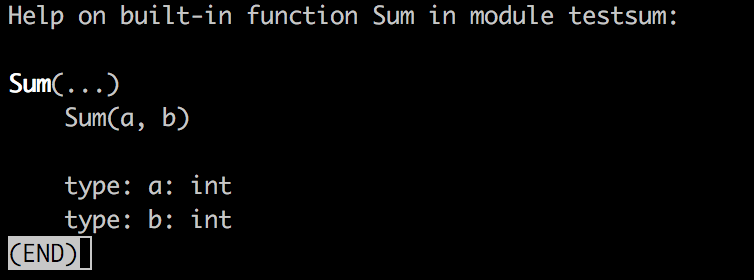 Help on built-in function Sum in module testsum:
Sum(...)
Sum(a, b)
type: a: int
type: b: int
(END)